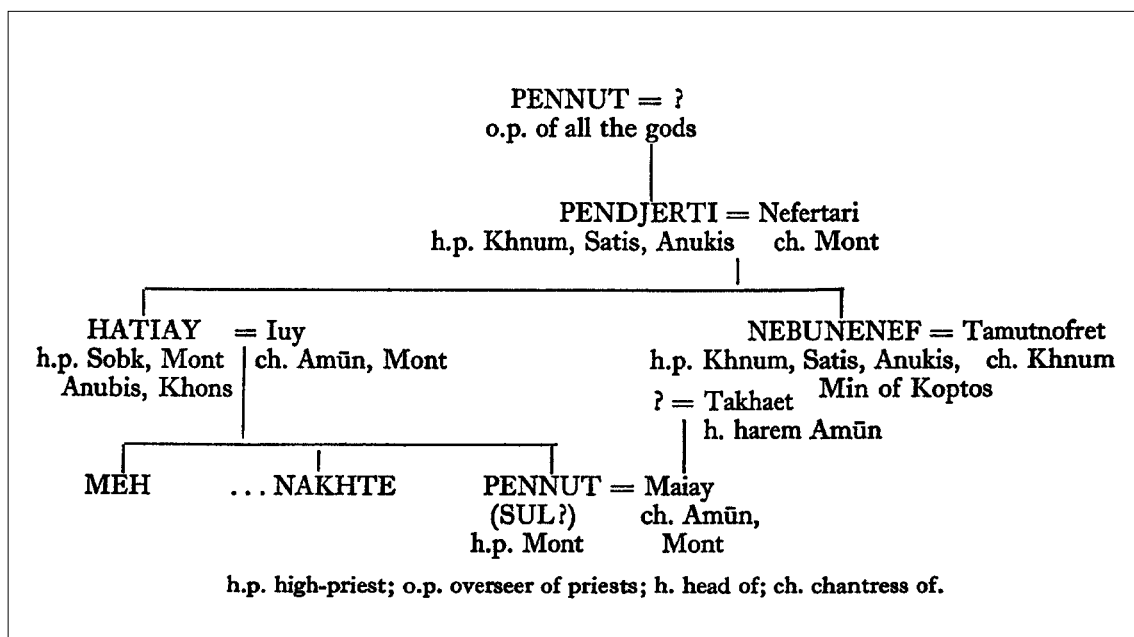 PENNUT = ?
o.p. of all the gods
PENDJERTI = Nefertari
h.p. Khnum, Satis, Anukis ch. Mont
HATIAY = Iuy NEBUNENEF = Tamutnofret
h.p. Sobk, Mont ch. Amūn, Mont h.p. Khnum, Satis, Anukis, ch. Khnum
Anubis, Khons Min of Koptos
? = Takhaet
h. harem Amūn
MEH ... NAKHTE PENNUT = Maiay
(SUL?) ch. Amūn,
h.p. Mont Mont
h.p. high-priest; o.p. overseer of priests; h. head of; ch. chantress of.